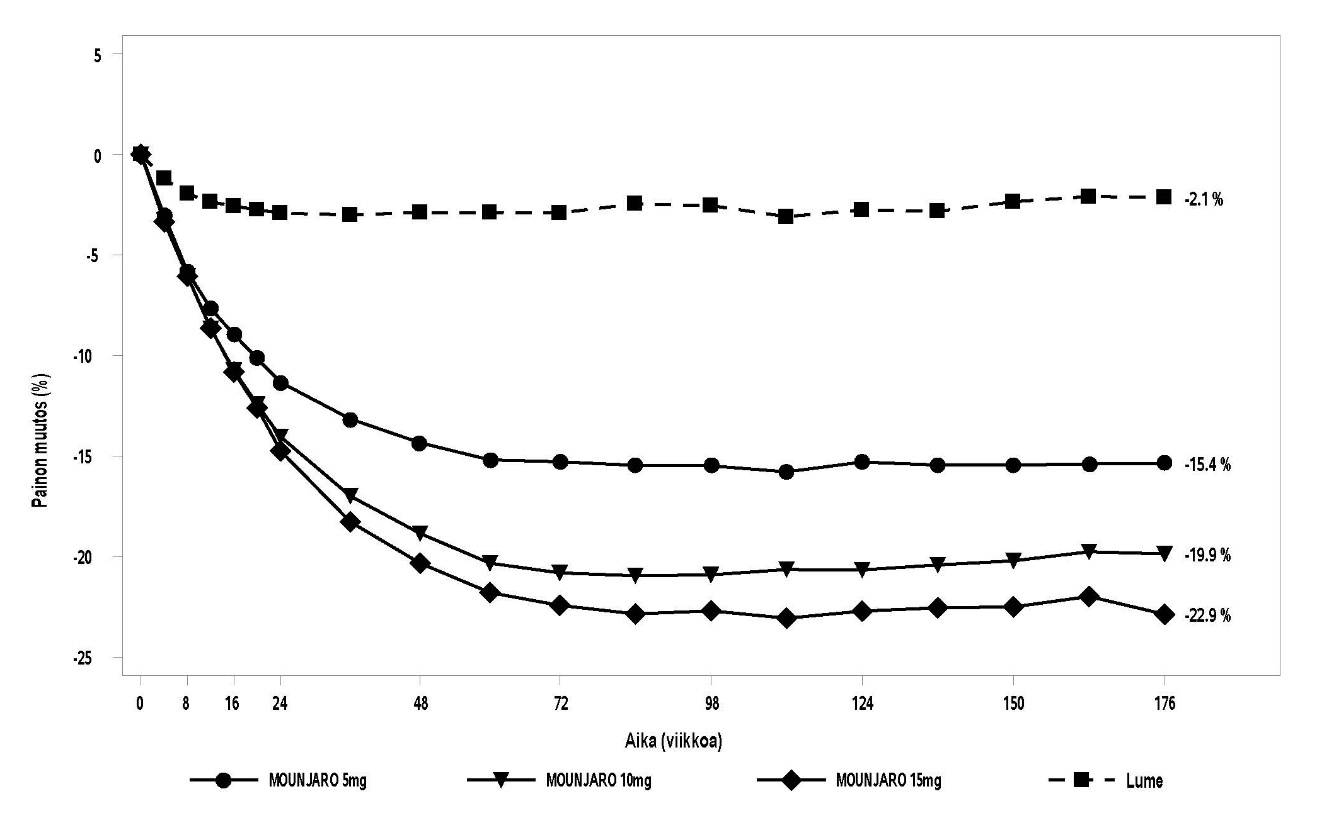 5
0
-5
-10
-15
-20
-25
Painon muutos (%)
-2.1 %
-15.4 %
-19.9 %
-22.9 %
0 8 16 24 48 72 98 124 150 176
Aika (viikkoa)
MOUNJARO 5mg MOUNJARO 10mg MOUNJARO 15mg Lume